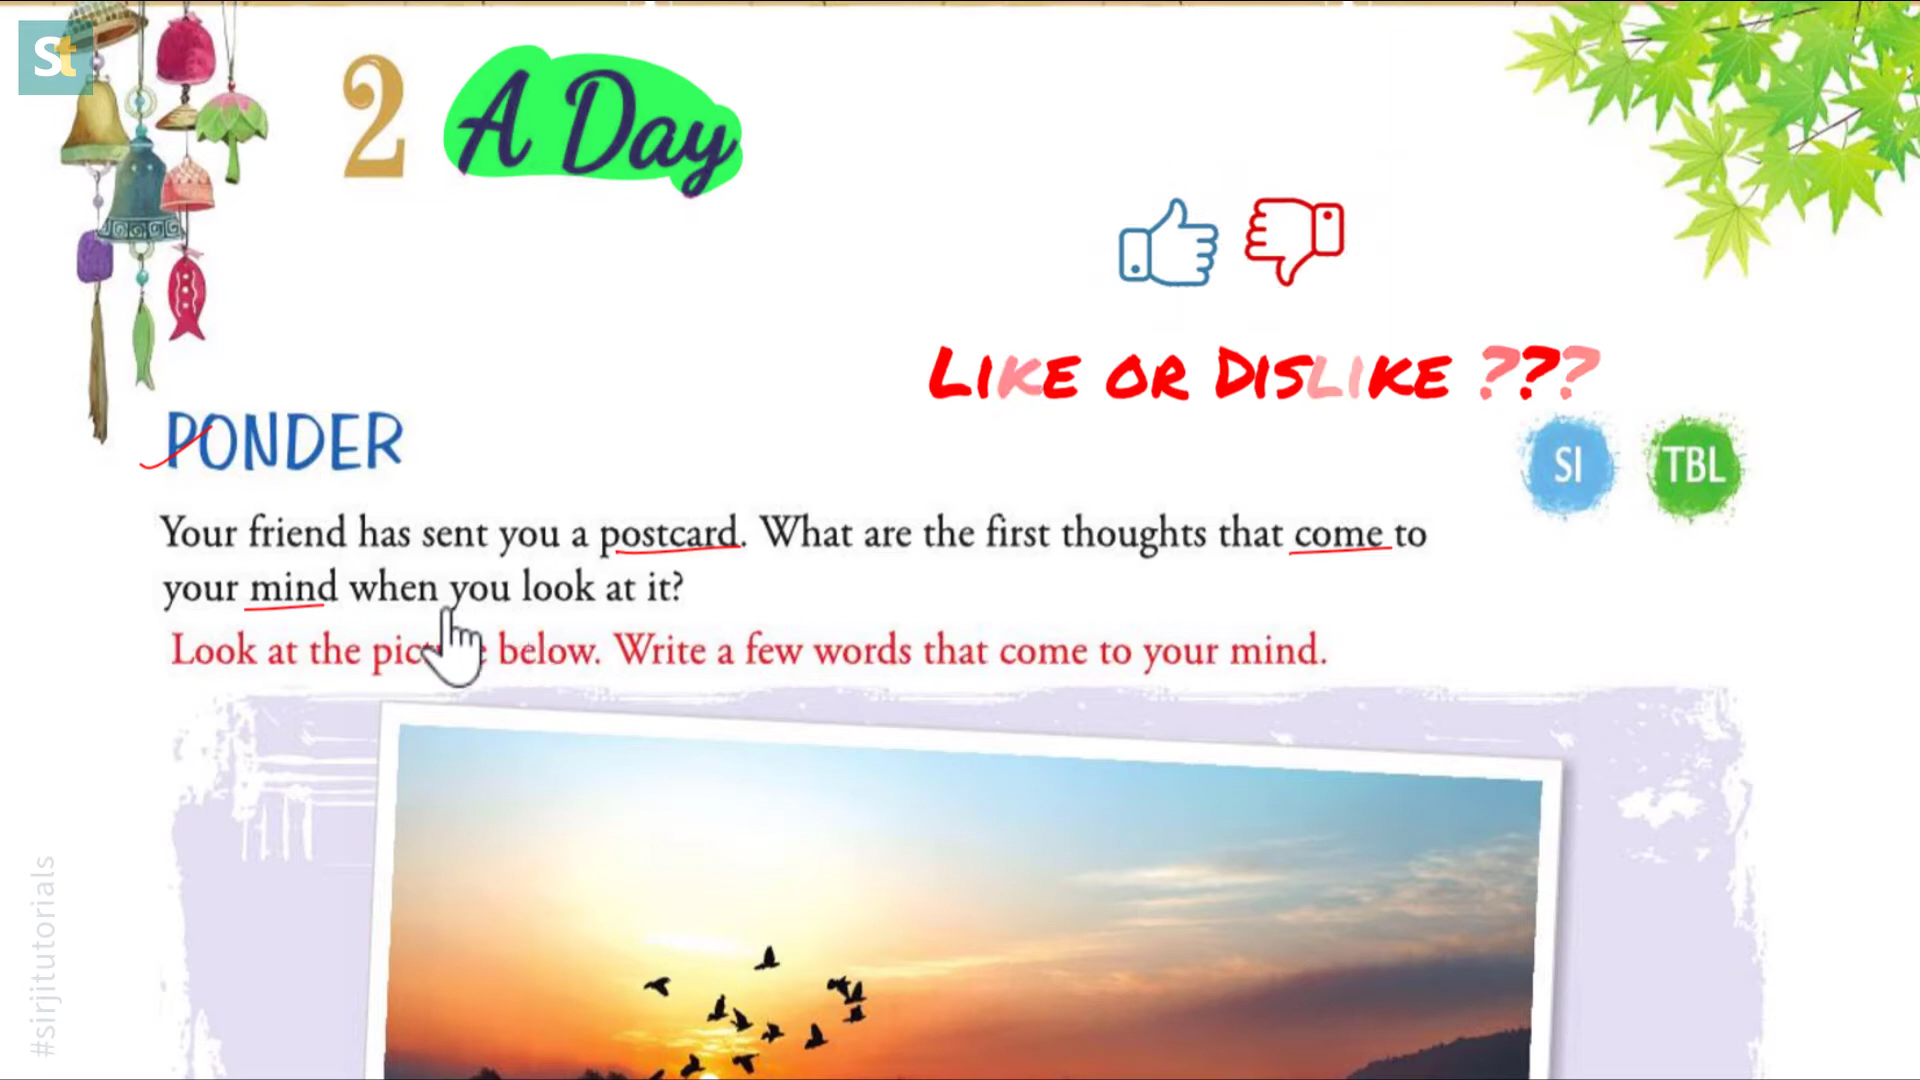 St
2 A Day
LIKE OR DISLIKE ???
PONDER
SI TBL
Your friend has sent you a postcard. What are the first thoughts that come to
your mind when you look at it?
Look at the picture below. Write a few words that come to your mind.
#sirjitutorials